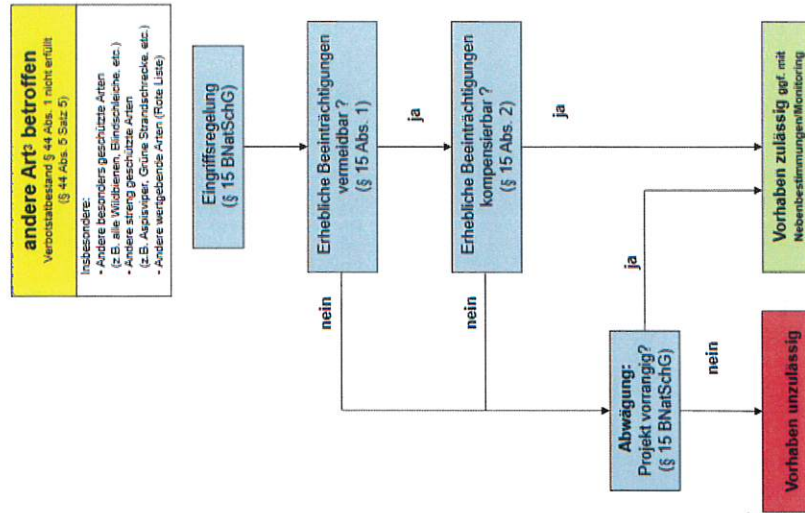 andere Art³ betroffen
Verbotstatbestand § 44 Abs. 1 nicht erfüllt
(§ 44 Abs. 5 Satz 5)
Insbesondere:
- Andere besonders geschützte Arten
(z.B. alle Wildbienen, Blindschleiche, etc.)
- Andere streng geschützte Arten
(z.B. Aspisviper, Grüne Strandschrecke, etc.)
- Andere wertgebende Arten (Rote Liste)
Eingriffsregelung
(§ 15 BNatSchG)
Erhebliche Beeinträchtigungen
vermeidbar ?
(§ 15 Abs. 1)
nein
ja
Erhebliche Beeinträchtigungen
kompensierbar ?
(§ 15 Abs. 2)
nein
ja
Abwägung:
Projekt vorrangig?
(§ 15 BNatSchG)
ja
nein
Vorhaben unzulässig
Vorhaben zulässig ggf. mit
Nebenbestimmungen/Monitoring